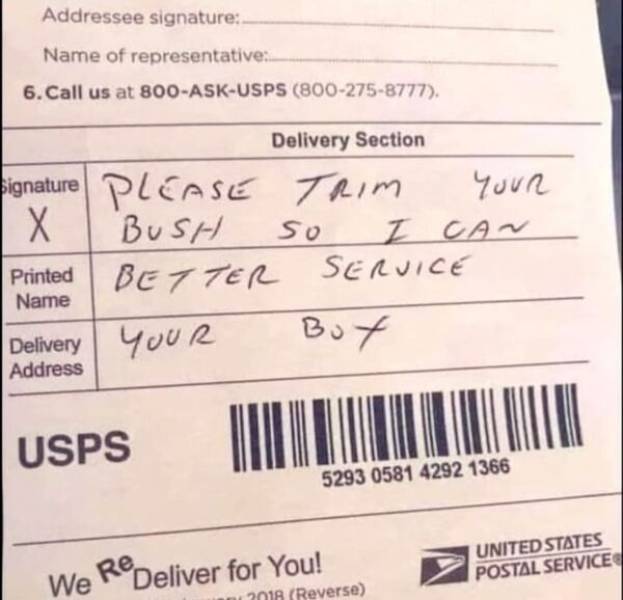 Addressee signature:
Name of representative:
6. Call us at 800-ASK-USPS (800-275-8777).
Delivery Section
Signature
X
PLEASE TRIM YOUR
BUSH SO I CAN
Printed Name
BETTER SERVICE
Delivery Address
YOUR BOX
USPS
5293 0581 4292 1366
We ReDeliver for You!
2018 (Reverse)
UNITED STATES
POSTAL SERVICE®